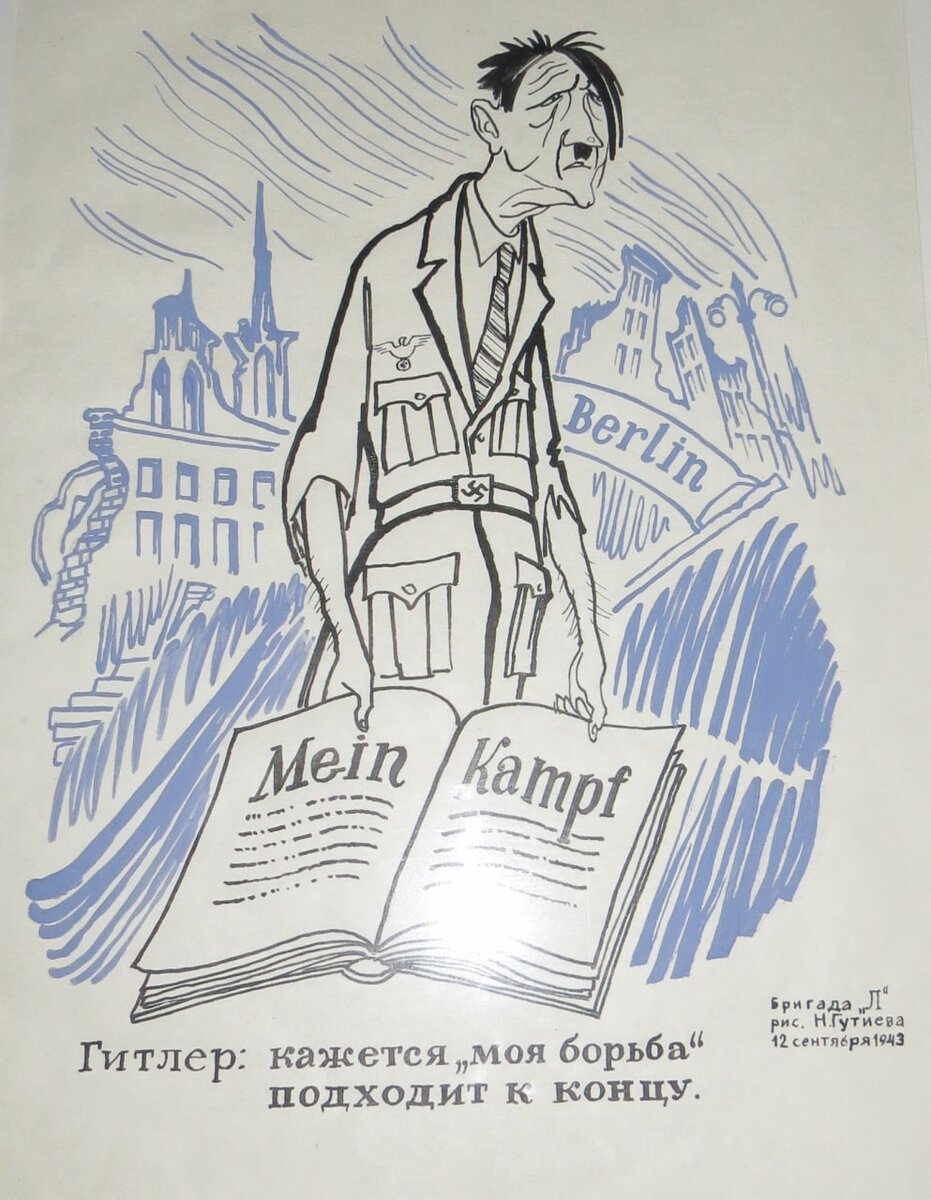 Berlin
Mein Kampf
Гитлер: кажется „моя борьба“
подходит к концу.
Бригада „Л“
рис. Н.Гутиева
12 сентября 1943